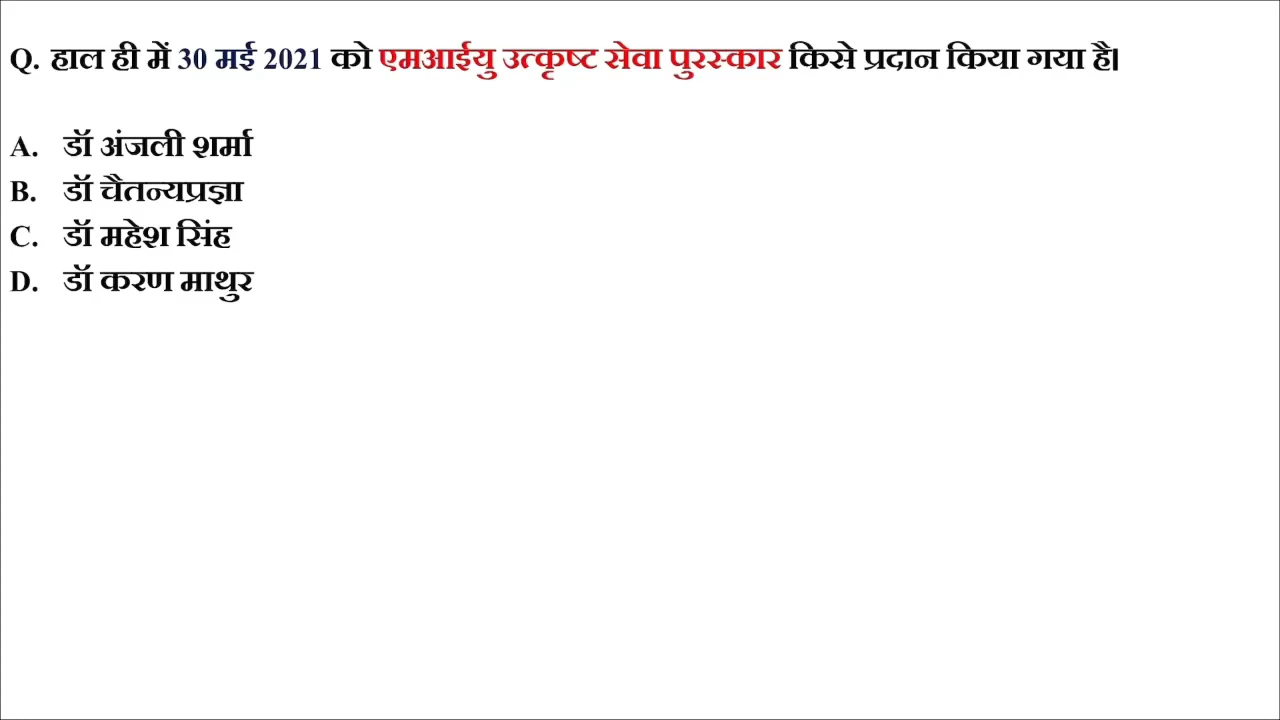 Q. हाल ही में 30 मई 2021 को एमआईयु उत्कृष्ट सेवा पुरस्कार किसे प्रदान किया गया है।
A. डॉ अंजली शर्मा
B. डॉ चैतन्यप्रज्ञा
C. डॉ महेश सिंह
D. डॉ करण माथुर